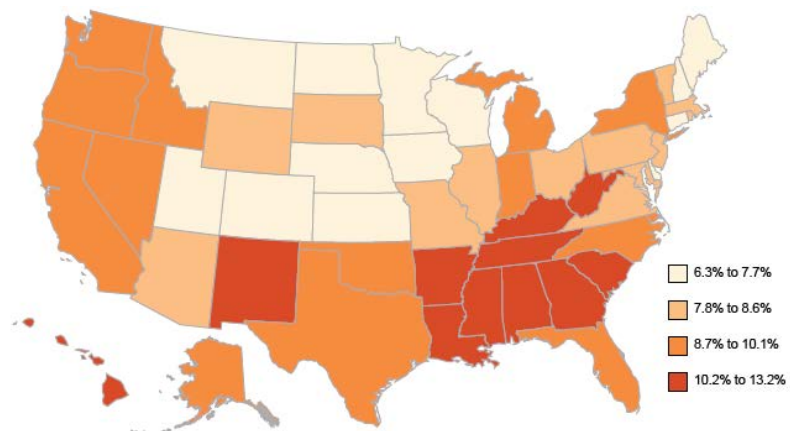 6.3% to 7.7%
7.8% to 8.6%
8.7% to 10.1%
10.2% to 13.2%